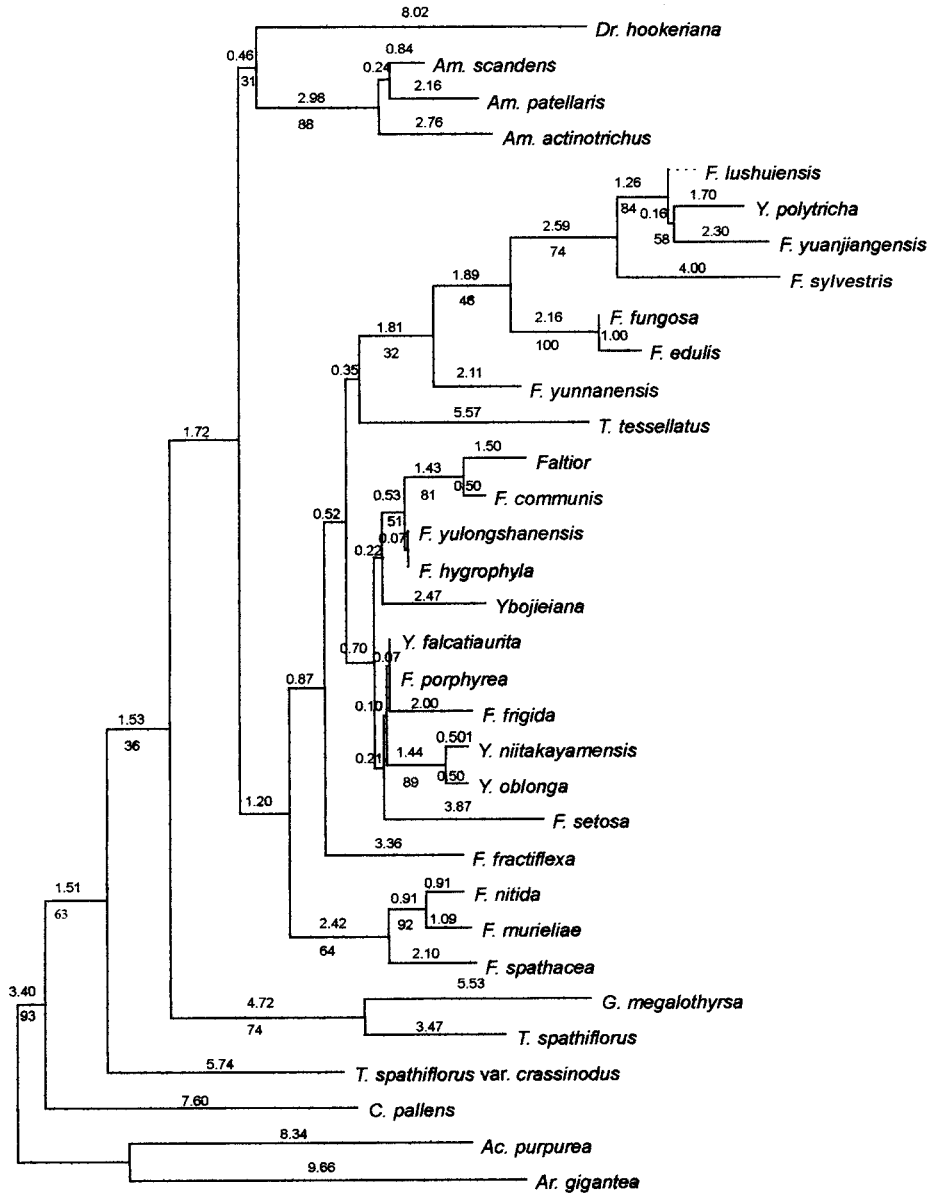 8.02
Dr. hookeriana
0.46
31
0.84
Am. scandens
0.24
2.16
Am. patellaris
2.98
88
2.76
Am. actinotrichus
F. lushuiensis
1.26
84
0.16
1.70
Y. polytricha
58
2.30
F. yuanjiangensis
2.59
74
4.00
F. sylvestris
1.89
46
2.16
100
F. fungosa
1.00
F. edulis
1.81
32
2.11
F. yunnanensis
0.35
5.57
T. tessellatus
1.50
Faltior
1.43
81
0.50
F. communis
0.53
51
0.07
F. yulongshanensis
F. hygrophyla
0.22
2.47
Ybojieiana
0.52
0.70
0.07
Y. falcatiaurita
F. porphyrea
0.10
2.00
F. frigida
0.501
Y. niitakayamensis
1.44
89
0.50
Y. oblonga
0.21
3.87
F. setosa
0.87
3.36
F. fractiflexa
1.72
1.20
0.91
F. nitida
0.91
92
1.09
F. murieliae
2.42
64
2.10
F. spathacea
1.53
36
5.53
G. megalothyrsa
4.72
74
3.47
T. spathiflorus
1.51
63
5.74
T. spathiflorus var. crassinodus
3.40
93
7.60
C. pallens
8.34
Ac. purpurea
9.66
Ar. gigantea